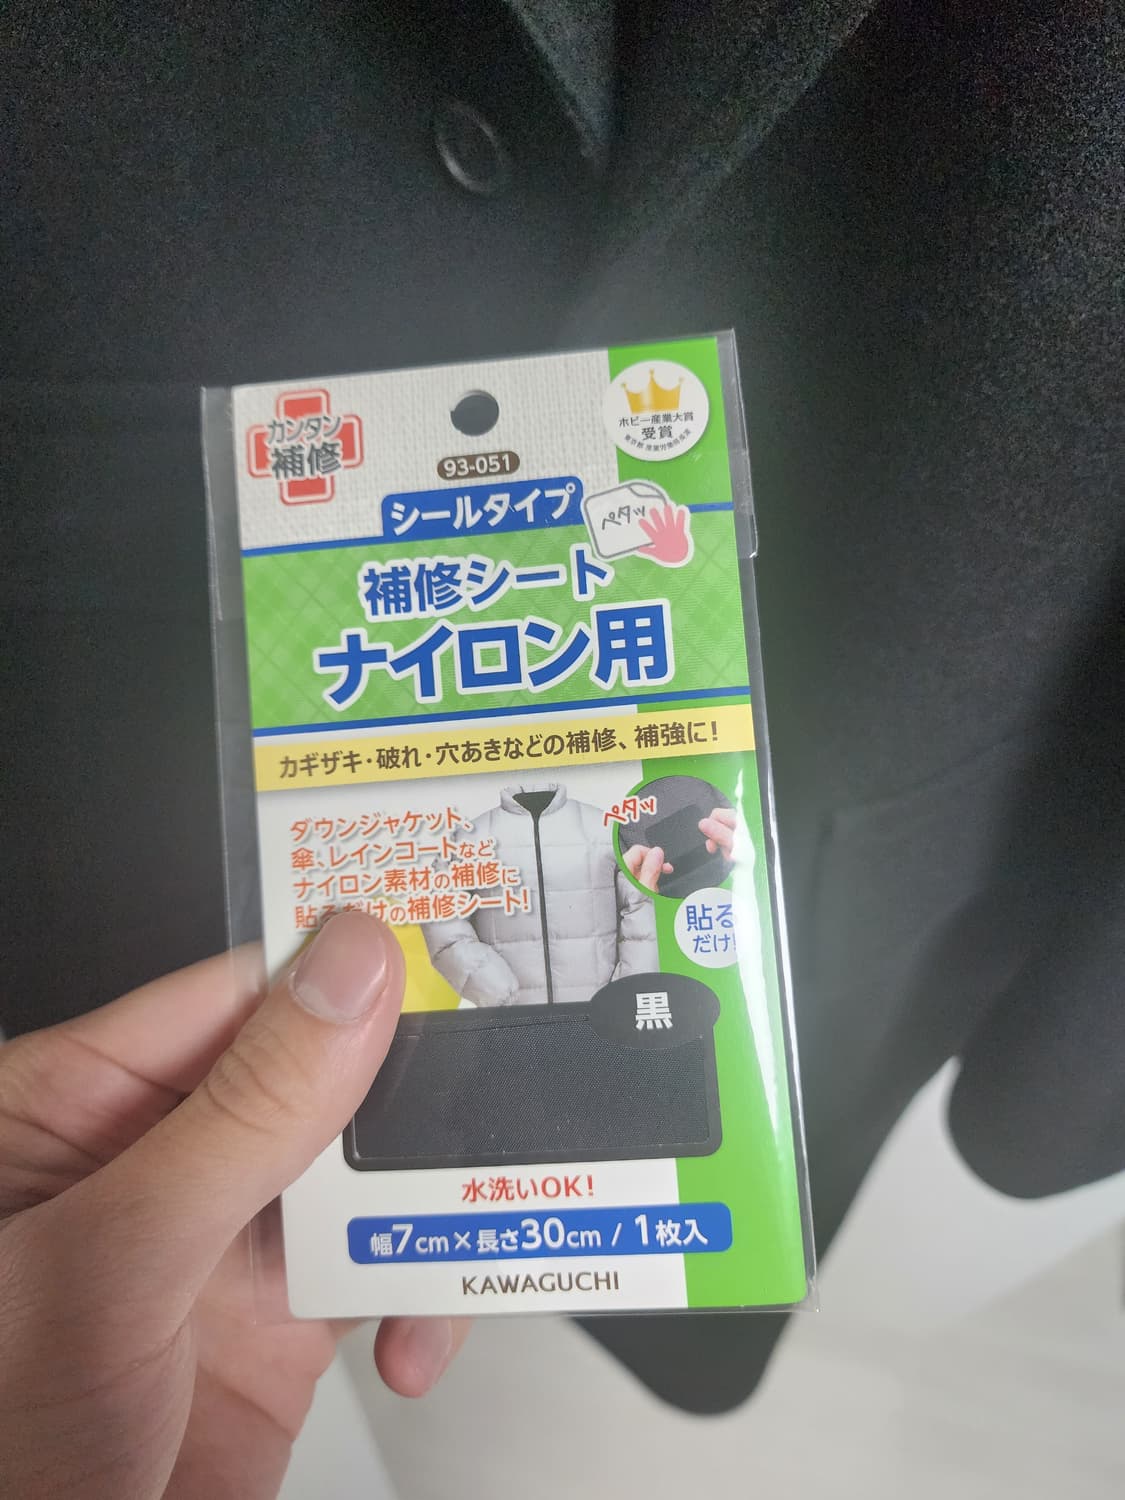 カンタン
補修
93-051
ホビー産業大賞
受賞
シールタイプ
ペタッ
補修シート
ナイロン用
カギザキ・破れ・穴あきなどの補修、補強に!
ダウンジャケット、
傘、レインコートなど
ナイロン素材の補修に
貼るだけの補修シート!
ペタッ
貼る
だけ!
黒
水洗いOK!
幅7cm×長さ30cm / 1枚入
KAWAGUCHI